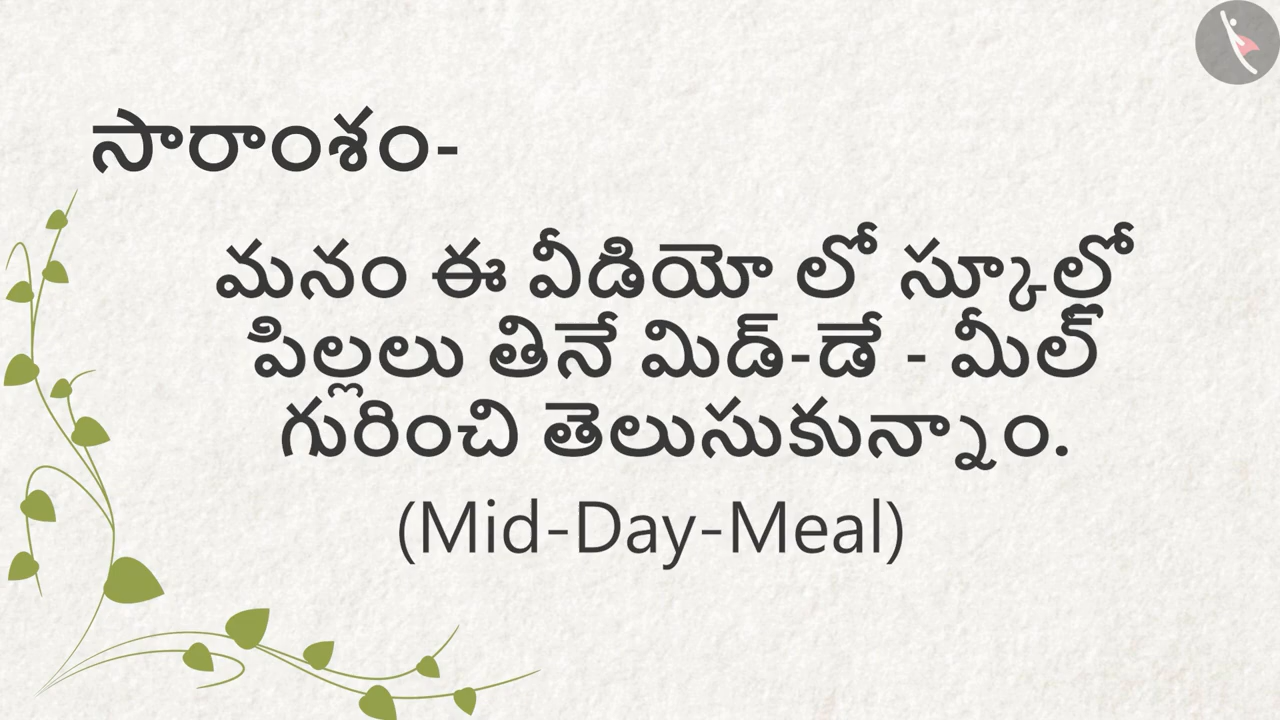 సారాంశం-
మనం ఈ వీడియో లో స్కూల్లో
పిల్లలు తినే మిడ్-డే - మీల్
గురించి తెలుసుకున్నాం.
(Mid-Day-Meal)